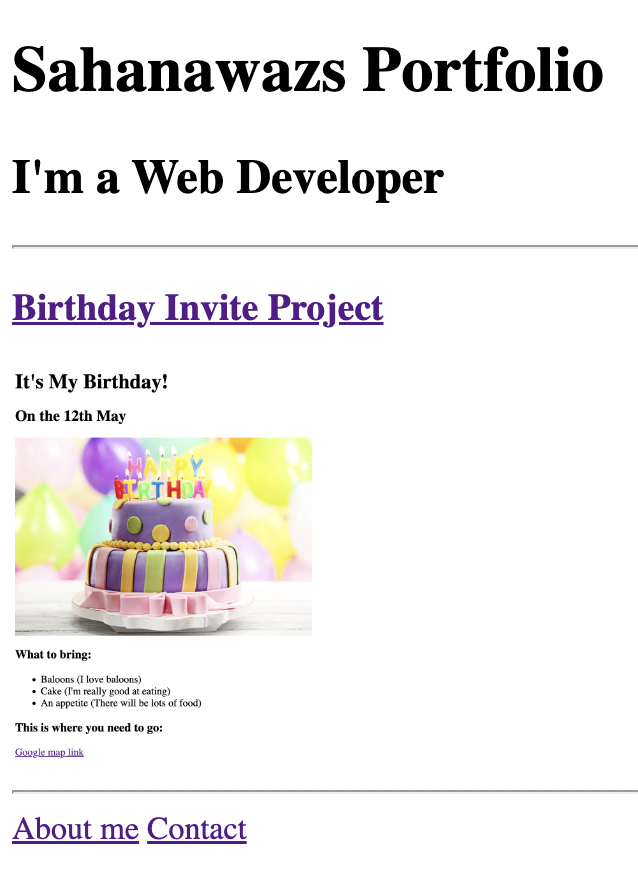 Sahanawazs Portfolio
I'm a Web Developer
Birthday Invite Project
It's My Birthday!
On the 12th May
HAPPY
BIRTHDAY
What to bring:
• Baloons (I love baloons)
• Cake (I'm really good at eating)
• An appetite (There will be lots of food)
This is where you need to go:
Google map link
About me Contact